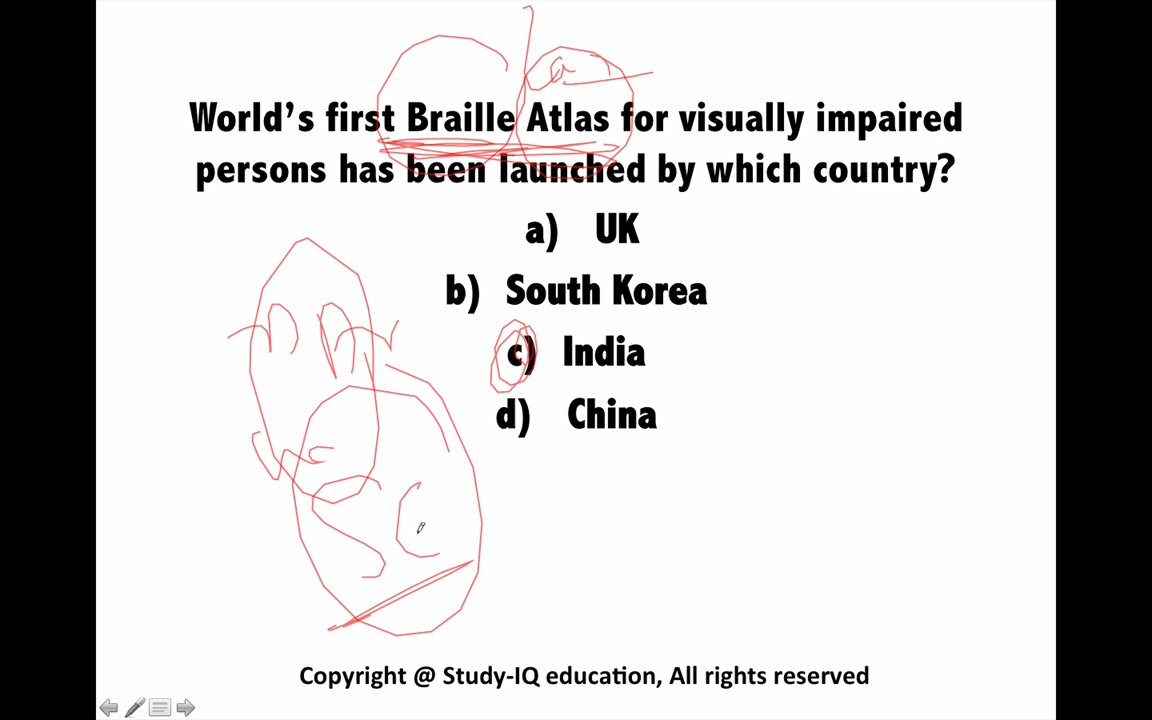 World's first Braille Atlas for visually impaired
persons has been launched by which country?
a) UK
b) South Korea
c) India
d) China
Copyright @ Study-IQ education, All rights reserved